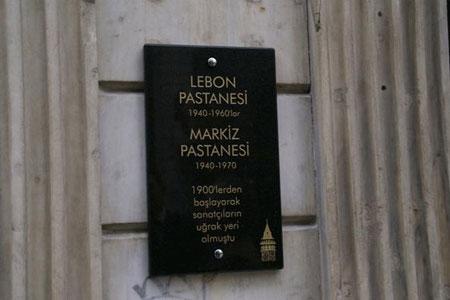 LEBON
PASTANESİ
1940-1960'lar
MARKİZ
PASTANESİ
1940-1970
1900'lerden
başlayarak
sanatçıların
uğrak yeri
olmuştu